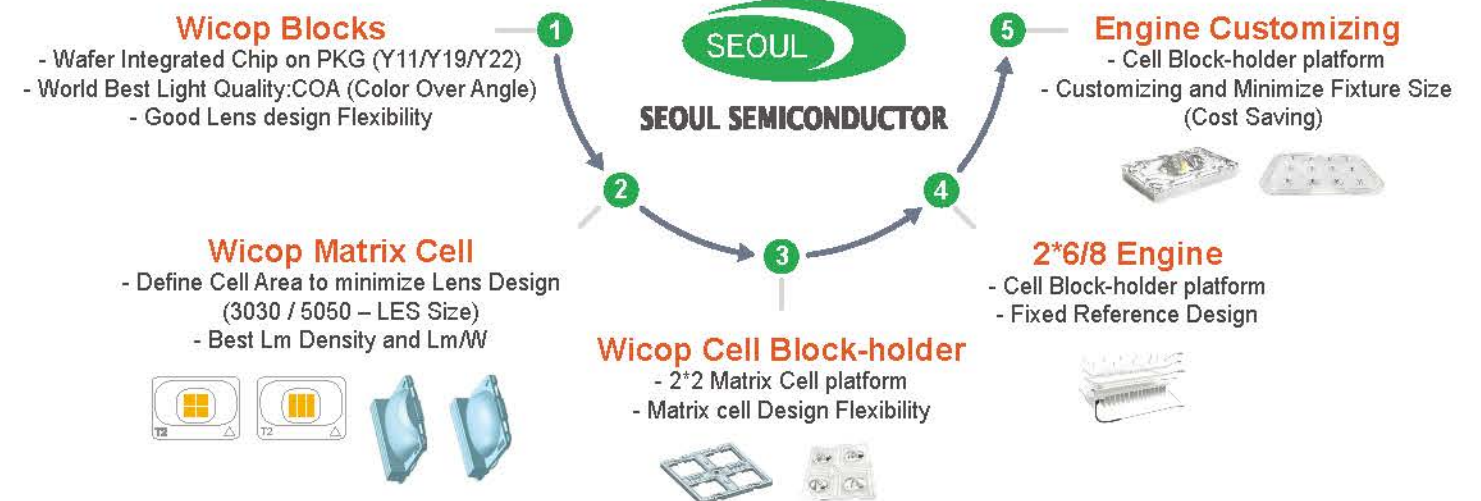 Wicop Blocks
- Wafer Integrated Chip on PKG (Y11/Y19/Y22)
- World Best Light Quality:COA (Color Over Angle)
- Good Lens design Flexibility
1
SEOUL
SEOUL SEMICONDUCTOR
5
Engine Customizing
- Cell Block-holder platform
- Customizing and Minimize Fixture Size
(Cost Saving)
2
Wicop Matrix Cell
- Define Cell Area to minimize Lens Design
(3030 / 5050 – LES Size)
- Best Lm Density and Lm/W
T2
T2
3
Wicop Cell Block-holder
- 2*2 Matrix Cell platform
- Matrix cell Design Flexibility
4
2*6/8 Engine
- Cell Block-holder platform
- Fixed Reference Design